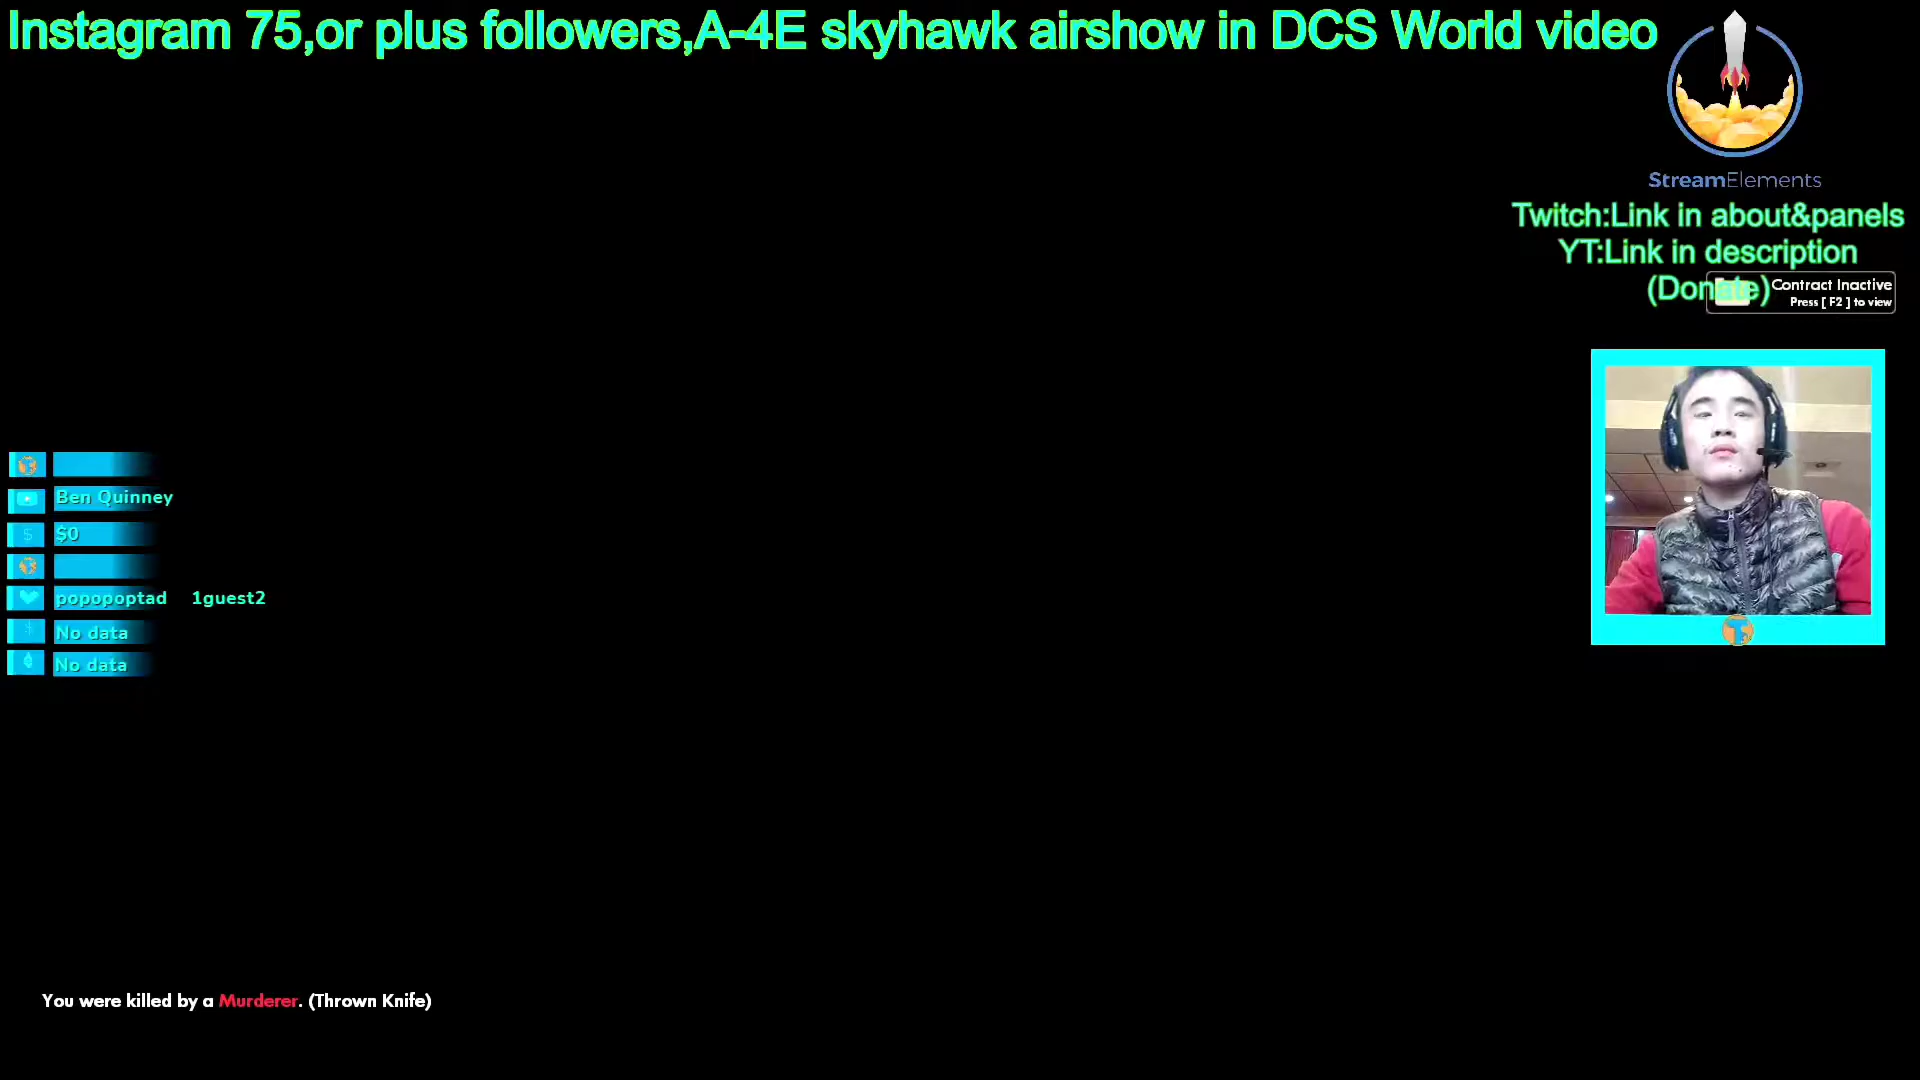 Instagram 75,or plus followers,A-4E skyhawk airshow in DCS World video
StreamElements
Twitch:Link in about&panels
YT:Link in description
(Donate)
Contract Inactive
Press [ F2 ] to view
Ben Quinney
$0
popopoptad 1guest2
No data
No data
You were killed by a Murderer. (Thrown Knife)